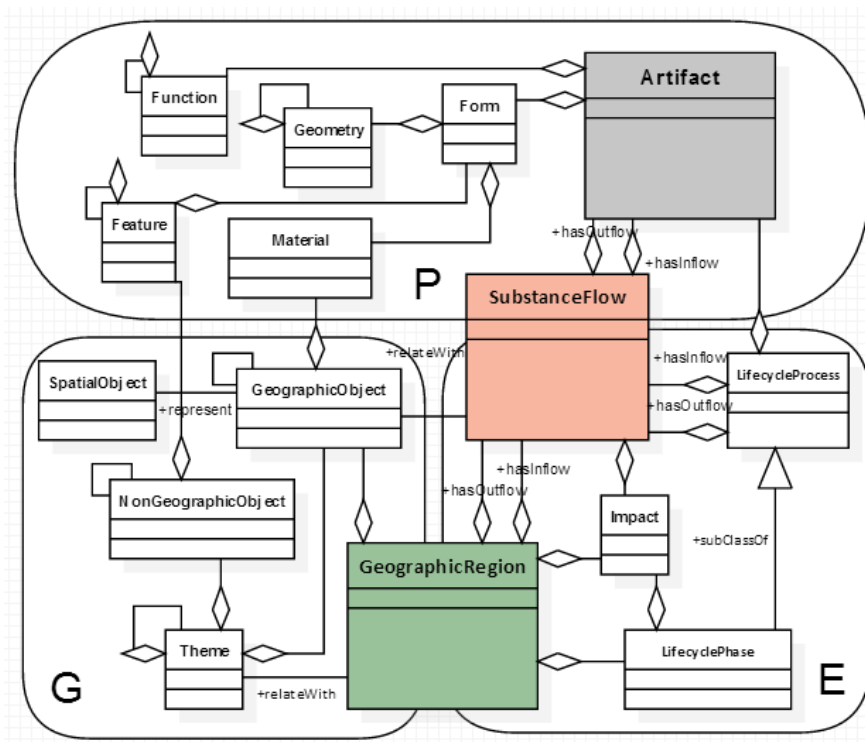 Artifact
Function
Form
Geometry
Feature
Material
+hasOutflow
+hasInflow
P
SubstanceFlow
+relateWith
+hasInflow
LifecycleProcess
SpatialObject
GeographicObject
+represent
+hasOutflow
+hasInflow
+hasOutflow
NonGeographicObject
Impact
+subClassOf
GeographicRegion
Theme
LifecyclePhase
G
+relateWith
E